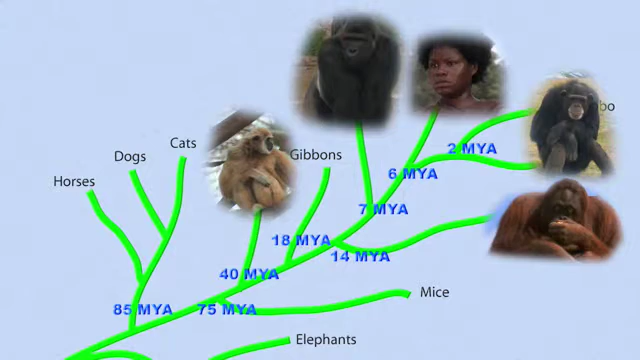 bo
Cats
Gibbons
Dogs
2 MYA
Horses
6 MYA
7 MYA
18 MYA
14 MYA
40 MYA
Mice
85 MYA
75 MYA
Elephants